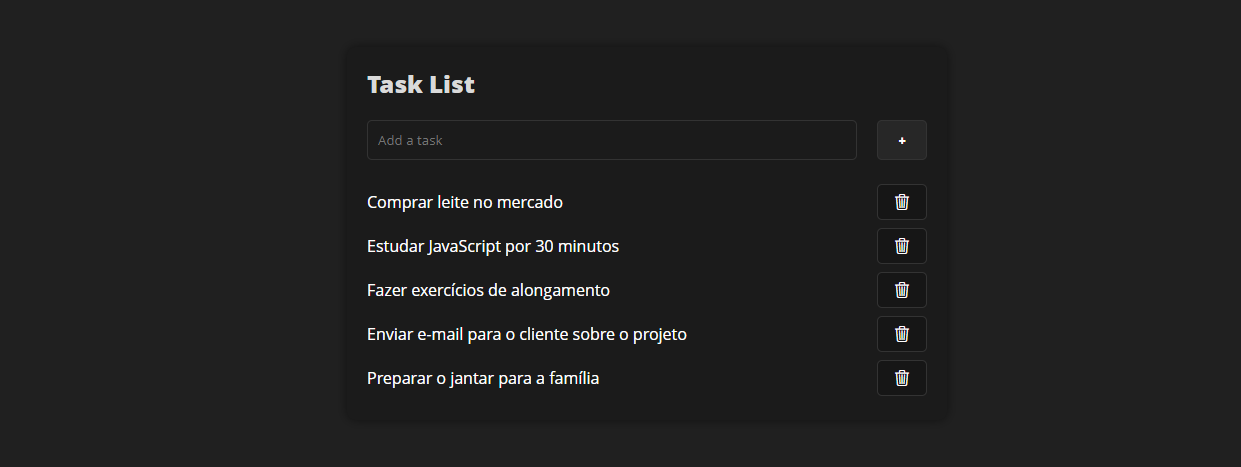 Task List
Add a task
+
Comprar leite no mercado
Estudar JavaScript por 30 minutos
Fazer exercícios de alongamento
Enviar e-mail para o cliente sobre o projeto
Preparar o jantar para a família